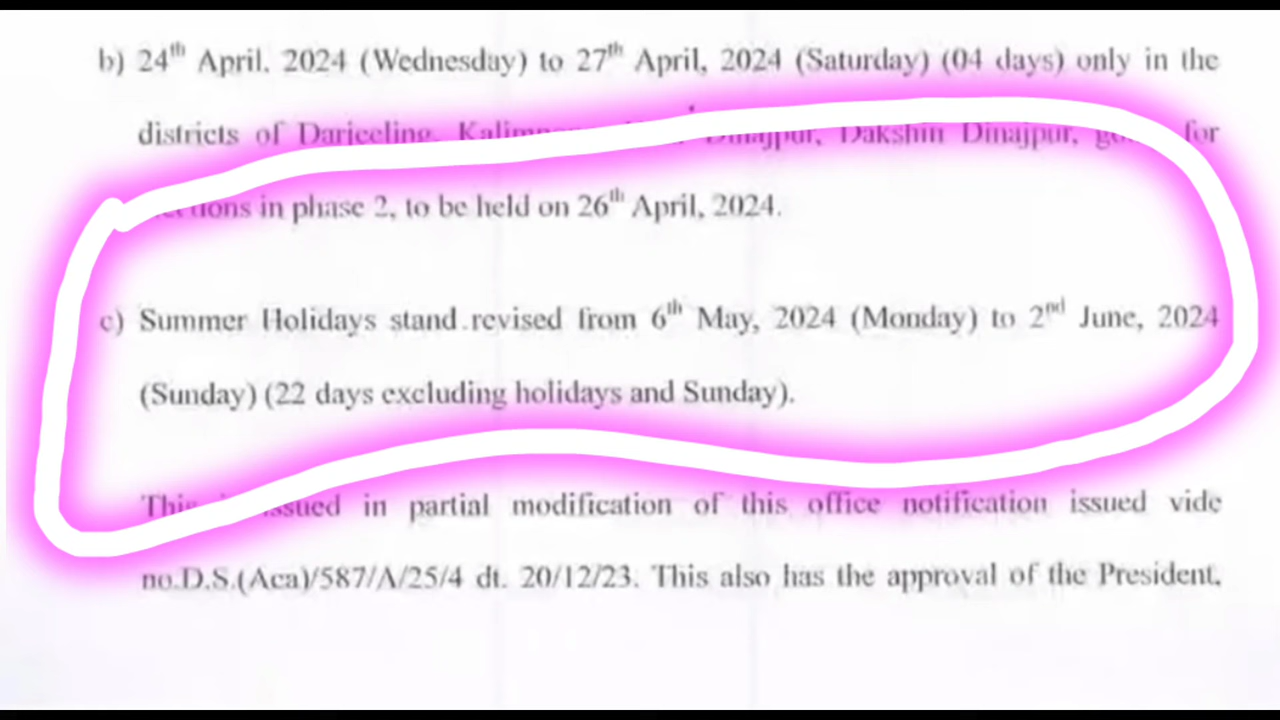 b) 24th April. 2024 (Wednesday) to 27th April, 2024 (Saturday) (04 days) only in the
districts of Darjeeling, Dinajpur, Dakshin Dinajpur, for
in phase 2, to be held on 26th April, 2024.
c) Summer Holidays stand revised from 6th May, 2024 (Monday) to 2nd June, 2024
(Sunday) (22 days excluding holidays and Sunday).
This issued in partial modification of this office notification issued vide
no.D.S.(Aca)/587/A/25/4 dt. 20/12/23. This also has the approval of the President.